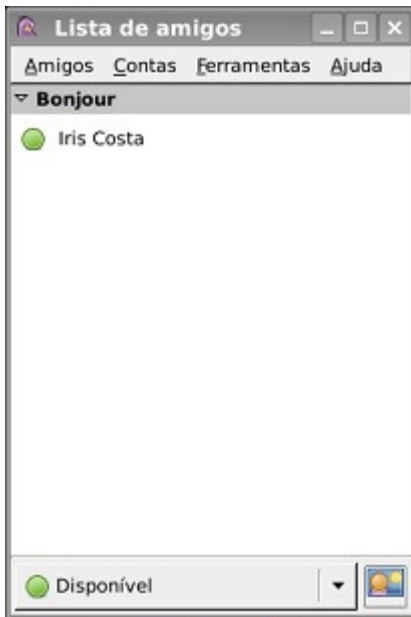 Lista de amigos
Amigos Contas Ferramentas Ajuda
Bonjour
Iris Costa
Disponível